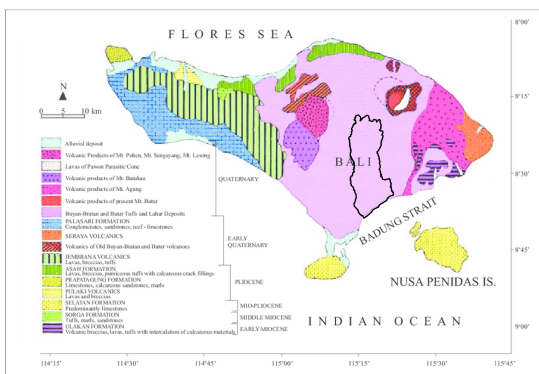 FLORES SEA
N
0 5 10 km
8°00'
8°15'
8°30'
8°45'
9°00'
BALI
BADUNG STRAIT
NUSA PENIDAS IS.
INDIAN OCEAN
Alluvial deposit
Volcanic Products of Mt. Pohen, Mt. Sengayang, Mt. Lesong
Lavas of Pawon Parasitic Cone
Volcanic products of Mt. Batukau
Volcanic products of Mt. Agung
Volcanic products of present Mt. Batur
Buyan-Bratan and Batur Tuffs and Lahar Deposits
PALASARI FORMATION
Conglomerates, sandstones, reef - limestones
SERAYA VOLCANICS
Volcanics of Old Buyan-Bratan and Batur volcanoes
JEMBRANA VOLCANICS
Lavas, breccias, tuffs
ASAH FORMATION
Lavas, breccias, pumiceous tuffs with calcareous crack fillings
PRAPATAGUNG FORMATION
Limestones, calcareous sandstones, marls
PULAKI VOLCANICS
Lavas and breccias
SELATAN FORMATION
Predominantly limestones
SORGA FORMATION
Tuffs, marls, sandstones
ULAKAN FORMATION
Volcanic breccias, lavas, tuffs with intercalation of calcareous materials
QUATERNARY
EARLY
QUATERNARY
PLIOCENE
MIO-PLIOCENE
MIDDLE MIOCENE
EARLY MIOCENE
114°15' 114°30' 114°45' 115°00' 115°15' 115°30' 115°45'